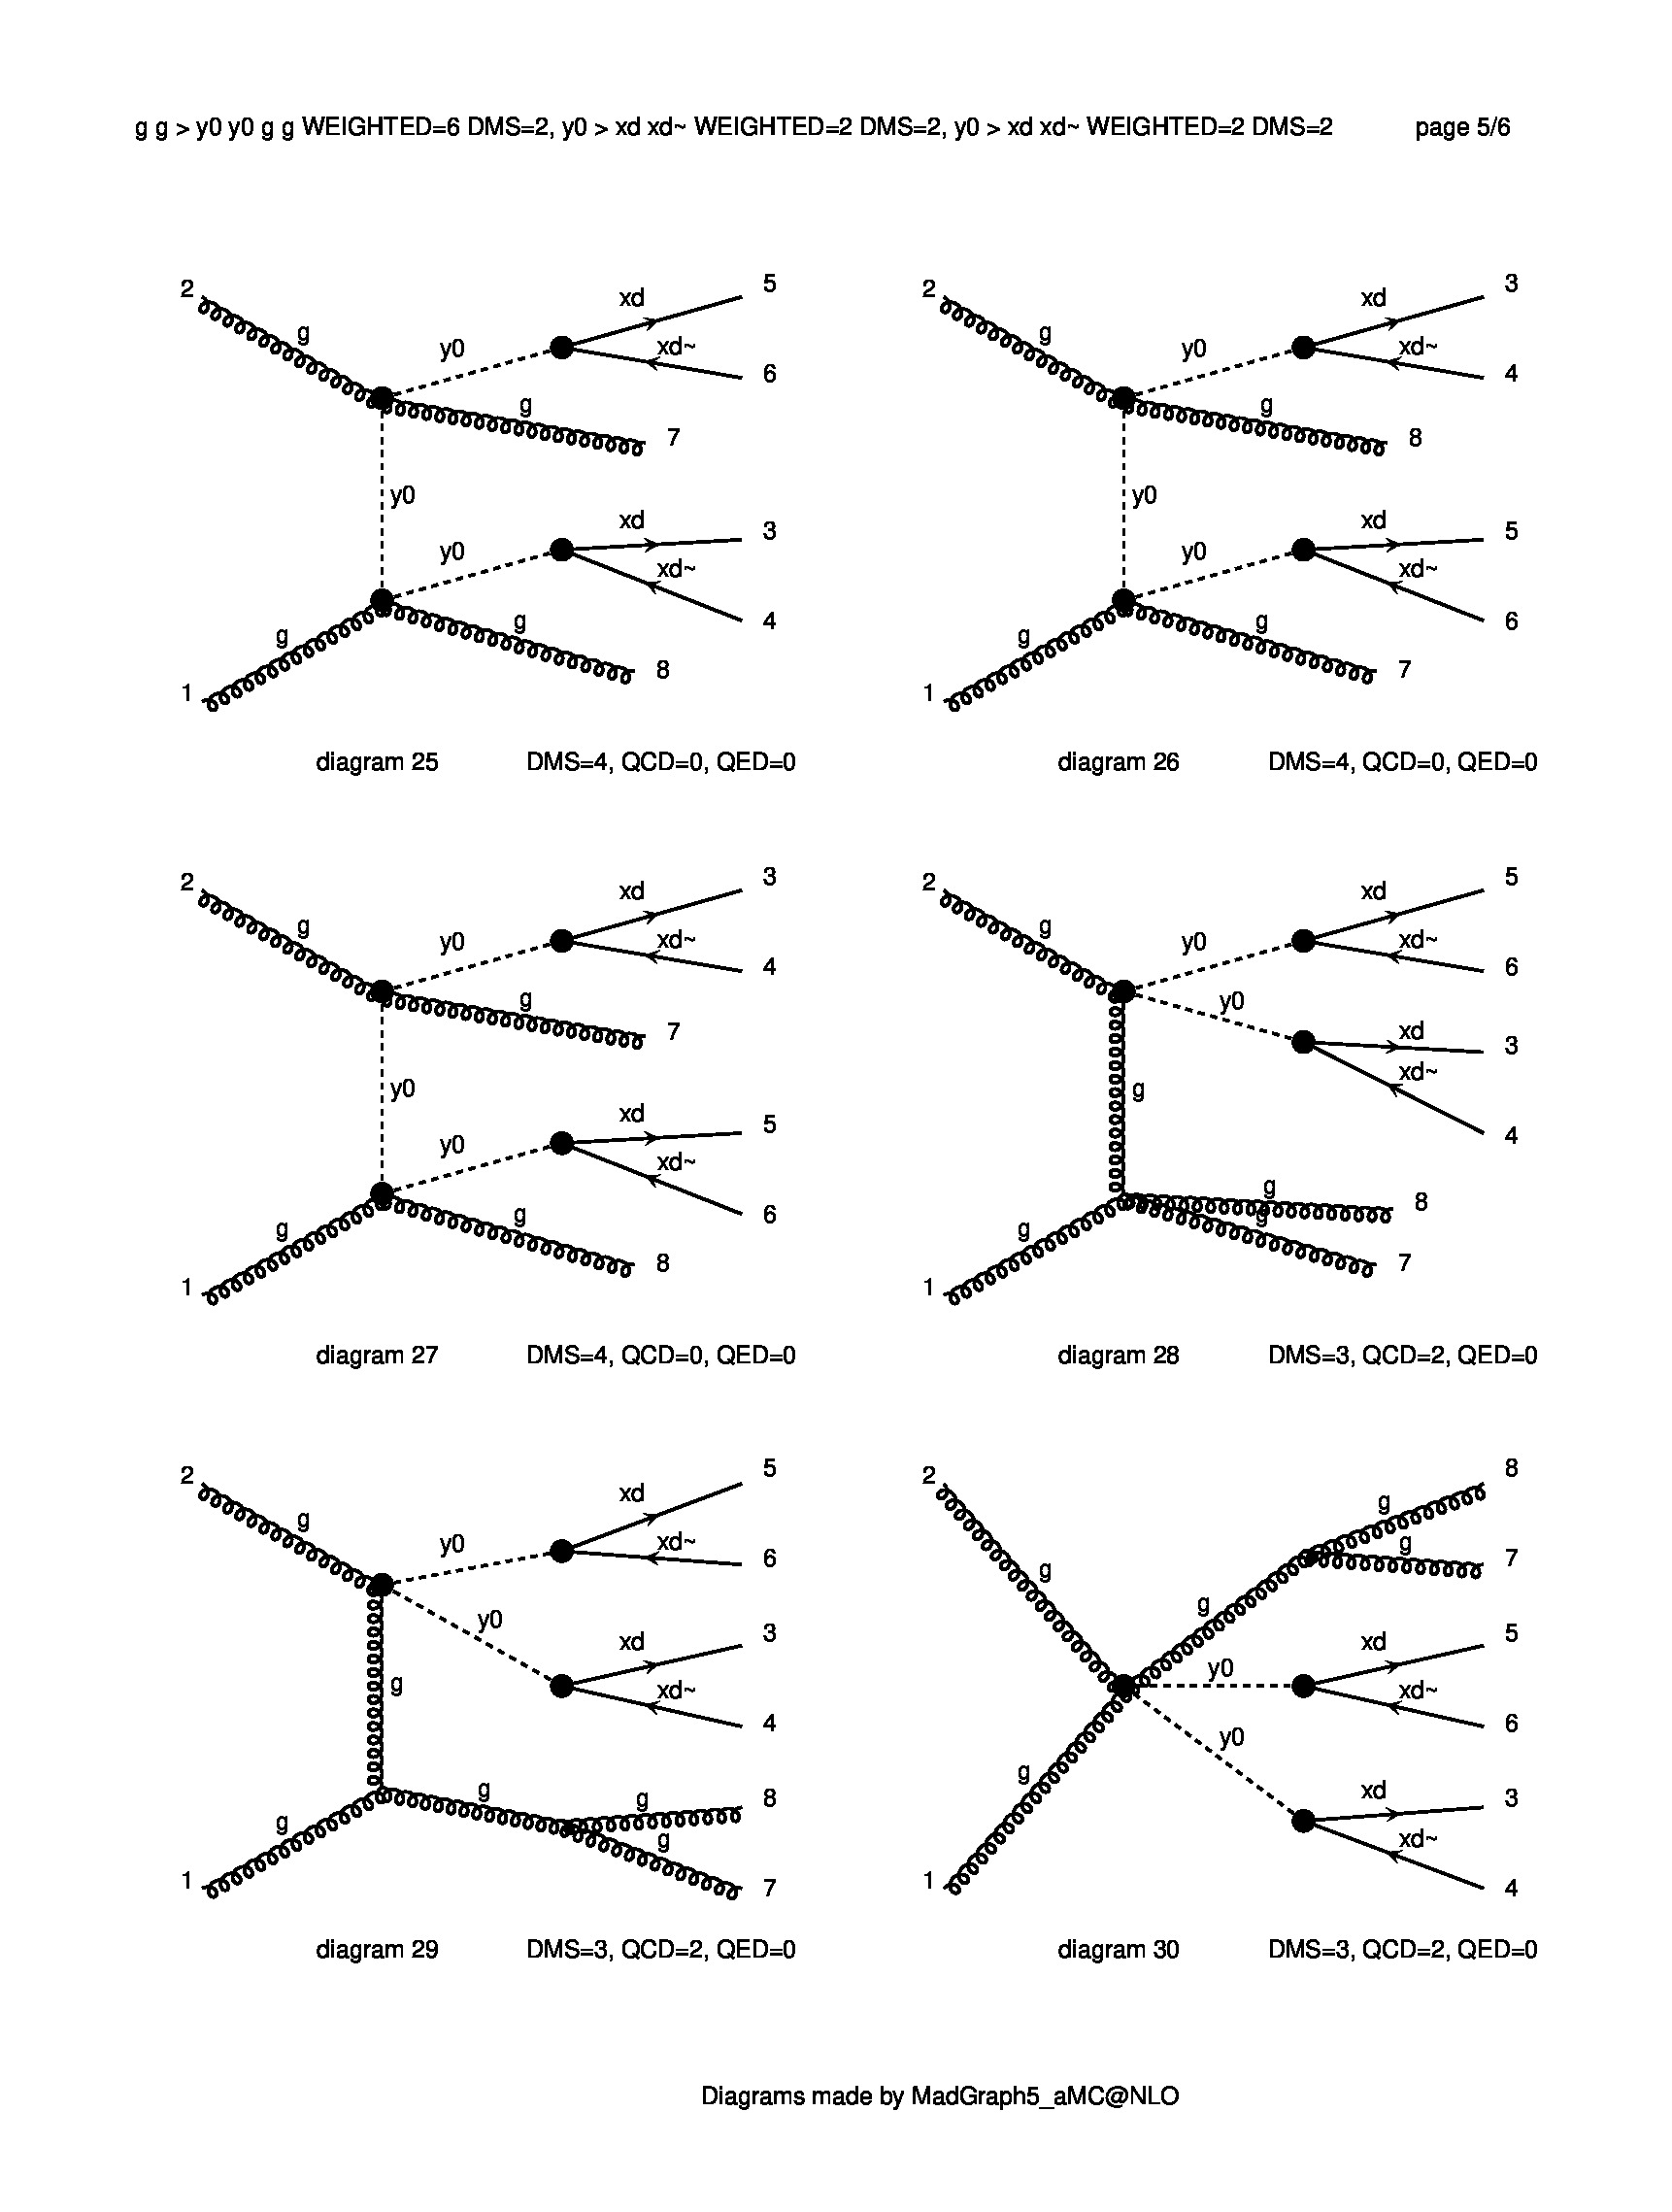 g g > y0 y0 g g WEIGHTED=6 DMS=2, y0 > xd xd~ WEIGHTED=2 DMS=2, y0 > xd xd~ WEIGHTED=2 DMS=2 page 5/6
2
g
y0
xd
5
xd~
6
g
7
y0
y0
xd
3
xd~
4
g
g
8
1
diagram 25 DMS=4, QCD=0, QED=0
2
g
y0
xd
3
xd~
4
g
8
y0
y0
xd
5
xd~
6
g
g
7
1
diagram 26 DMS=4, QCD=0, QED=0
2
g
y0
xd
3
xd~
4
g
7
y0
y0
xd
5
xd~
6
g
g
8
1
diagram 27 DMS=4, QCD=0, QED=0
2
g
y0
xd
5
xd~
6
y0
xd
3
xd~
4
g
g
8
g
g
7
1
diagram 28 DMS=3, QCD=2, QED=0
2
g
y0
xd
5
xd~
6
y0
xd
3
xd~
4
g
g
g
8
g
g
7
1
diagram 29 DMS=3, QCD=2, QED=0
2
g
g
8
g
7
g
y0
xd
5
xd~
6
y0
xd
3
xd~
4
g
1
diagram 30 DMS=3, QCD=2, QED=0
Diagrams made by MadGraph5_aMC@NLO